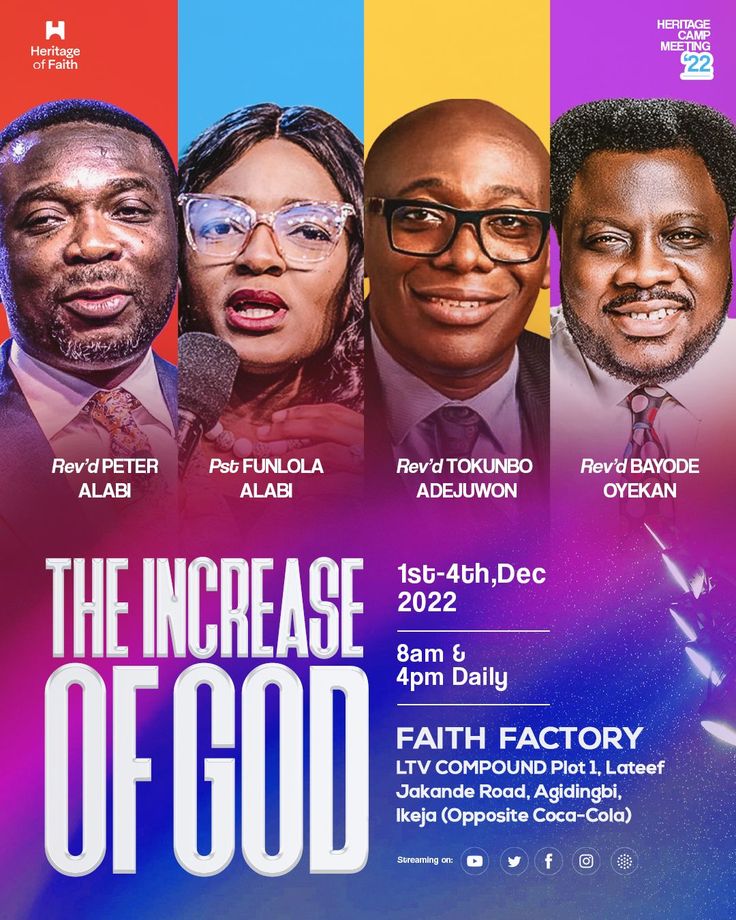 Heritage
of Faith
HERITAGE
CAMP
MEETING
'22
Rev'd PETER
ALABI
Pst FUNLOLA
ALABI
Rev'd TOKUNBO
ADEJUWON
Rev'd BAYODE
OYEKAN
THE INCREASE
OF GOD
1st-4th,Dec
2022
8am &
4pm Daily
FAITH FACTORY
LTV COMPOUND Plot 1, Lateef
Jakande Road, Agidingbi,
Ikeja (Opposite Coca-Cola)
Streaming on: